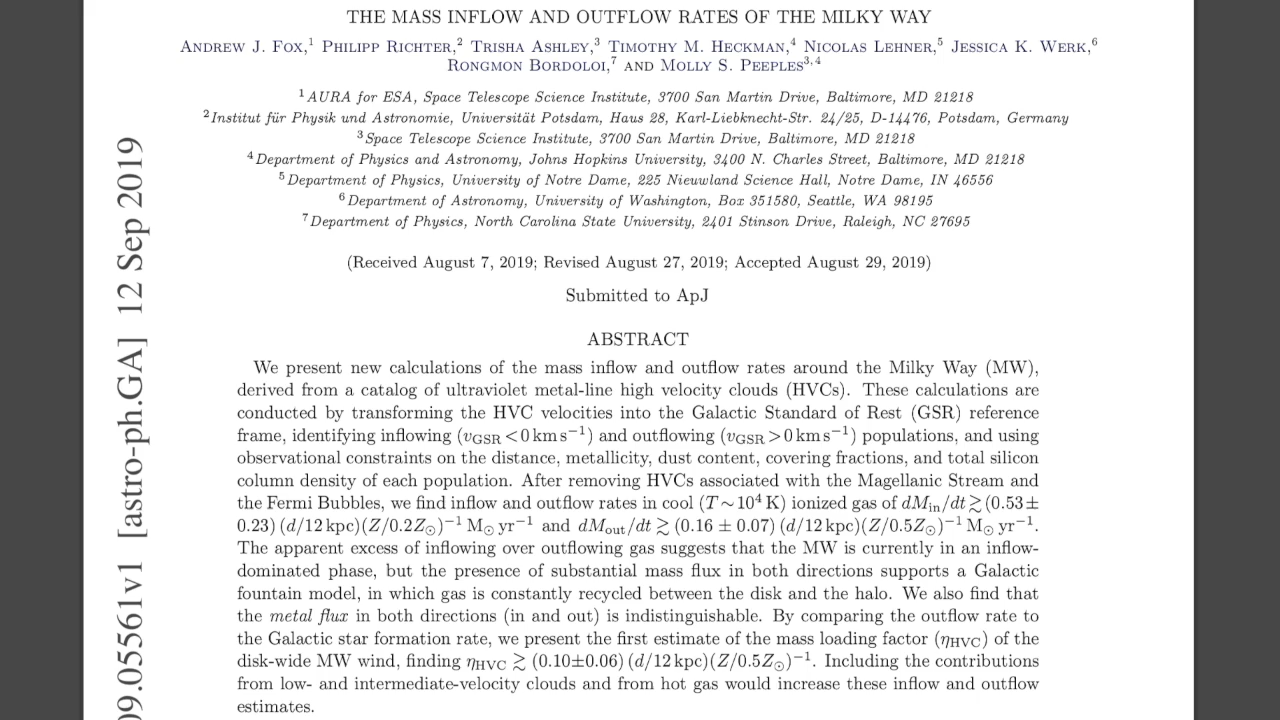 THE MASS INFLOW AND OUTFLOW RATES OF THE MILKY WAY
Andrew J. Fox,1 Philipp Richter,2 Trisha Ashley,3 Timothy M. Heckman,4 Nicolas Lehner,5 Jessica K. Werk,6
Rongmon Bordoloi,7 and Molly S. Peeples3,4
1AURA for ESA, Space Telescope Science Institute, 3700 San Martin Drive, Baltimore, MD 21218
2Institut für Physik und Astronomie, Universität Potsdam, Haus 28, Karl-Liebknecht-Str. 24/25, D-14476, Potsdam, Germany
3Space Telescope Science Institute, 3700 San Martin Drive, Baltimore, MD 21218
4Department of Physics and Astronomy, Johns Hopkins University, 3400 N. Charles Street, Baltimore, MD 21218
5Department of Physics, University of Notre Dame, 225 Nieuwland Science Hall, Notre Dame, IN 46556
6Department of Astronomy, University of Washington, Box 351580, Seattle, WA 98195
7Department of Physics, North Carolina State University, 2401 Stinson Drive, Raleigh, NC 27695
(Received August 7, 2019; Revised August 27, 2019; Accepted August 29, 2019)
Submitted to ApJ
ABSTRACT
We present new calculations of the mass inflow and outflow rates around the Milky Way (MW),
derived from a catalog of ultraviolet metal-line high velocity clouds (HVCs). These calculations are
conducted by transforming the HVC velocities into the Galactic Standard of Rest (GSR) reference
frame, identifying inflowing (vGSR<0 km s−1) and outflowing (vGSR>0 km s−1) populations, and using
observational constraints on the distance, metallicity, dust content, covering fractions, and total silicon
column density of each population. After removing HVCs associated with the Magellanic Stream and
the Fermi Bubbles, we find inflow and outflow rates in cool (T∼10⁴ K) ionized gas of dMin/dt≳(0.53±
0.23) (d/12 kpc)(Z/0.2Z⊙)−1 M⊙ yr−1 and dMout/dt ≳ (0.16 ± 0.07) (d/12 kpc)(Z/0.5Z⊙)−1 M⊙ yr−1.
The apparent excess of inflowing over outflowing gas suggests that the MW is currently in an inflow-
dominated phase, but the presence of substantial mass flux in both directions supports a Galactic
fountain model, in which gas is constantly recycled between the disk and the halo. We also find that
the metal flux in both directions (in and out) is indistinguishable. By comparing the outflow rate to
the Galactic star formation rate, we present the first estimate of the mass loading factor (ηHVC) of the
disk-wide MW wind, finding ηHVC ≳ (0.10±0.06) (d/12 kpc)(Z/0.5Z⊙)−1. Including the contributions
from low- and intermediate-velocity clouds and from hot gas would increase these inflow and outflow
estimates.
09.05561v1 [astro-ph.GA] 12 Sep 2019